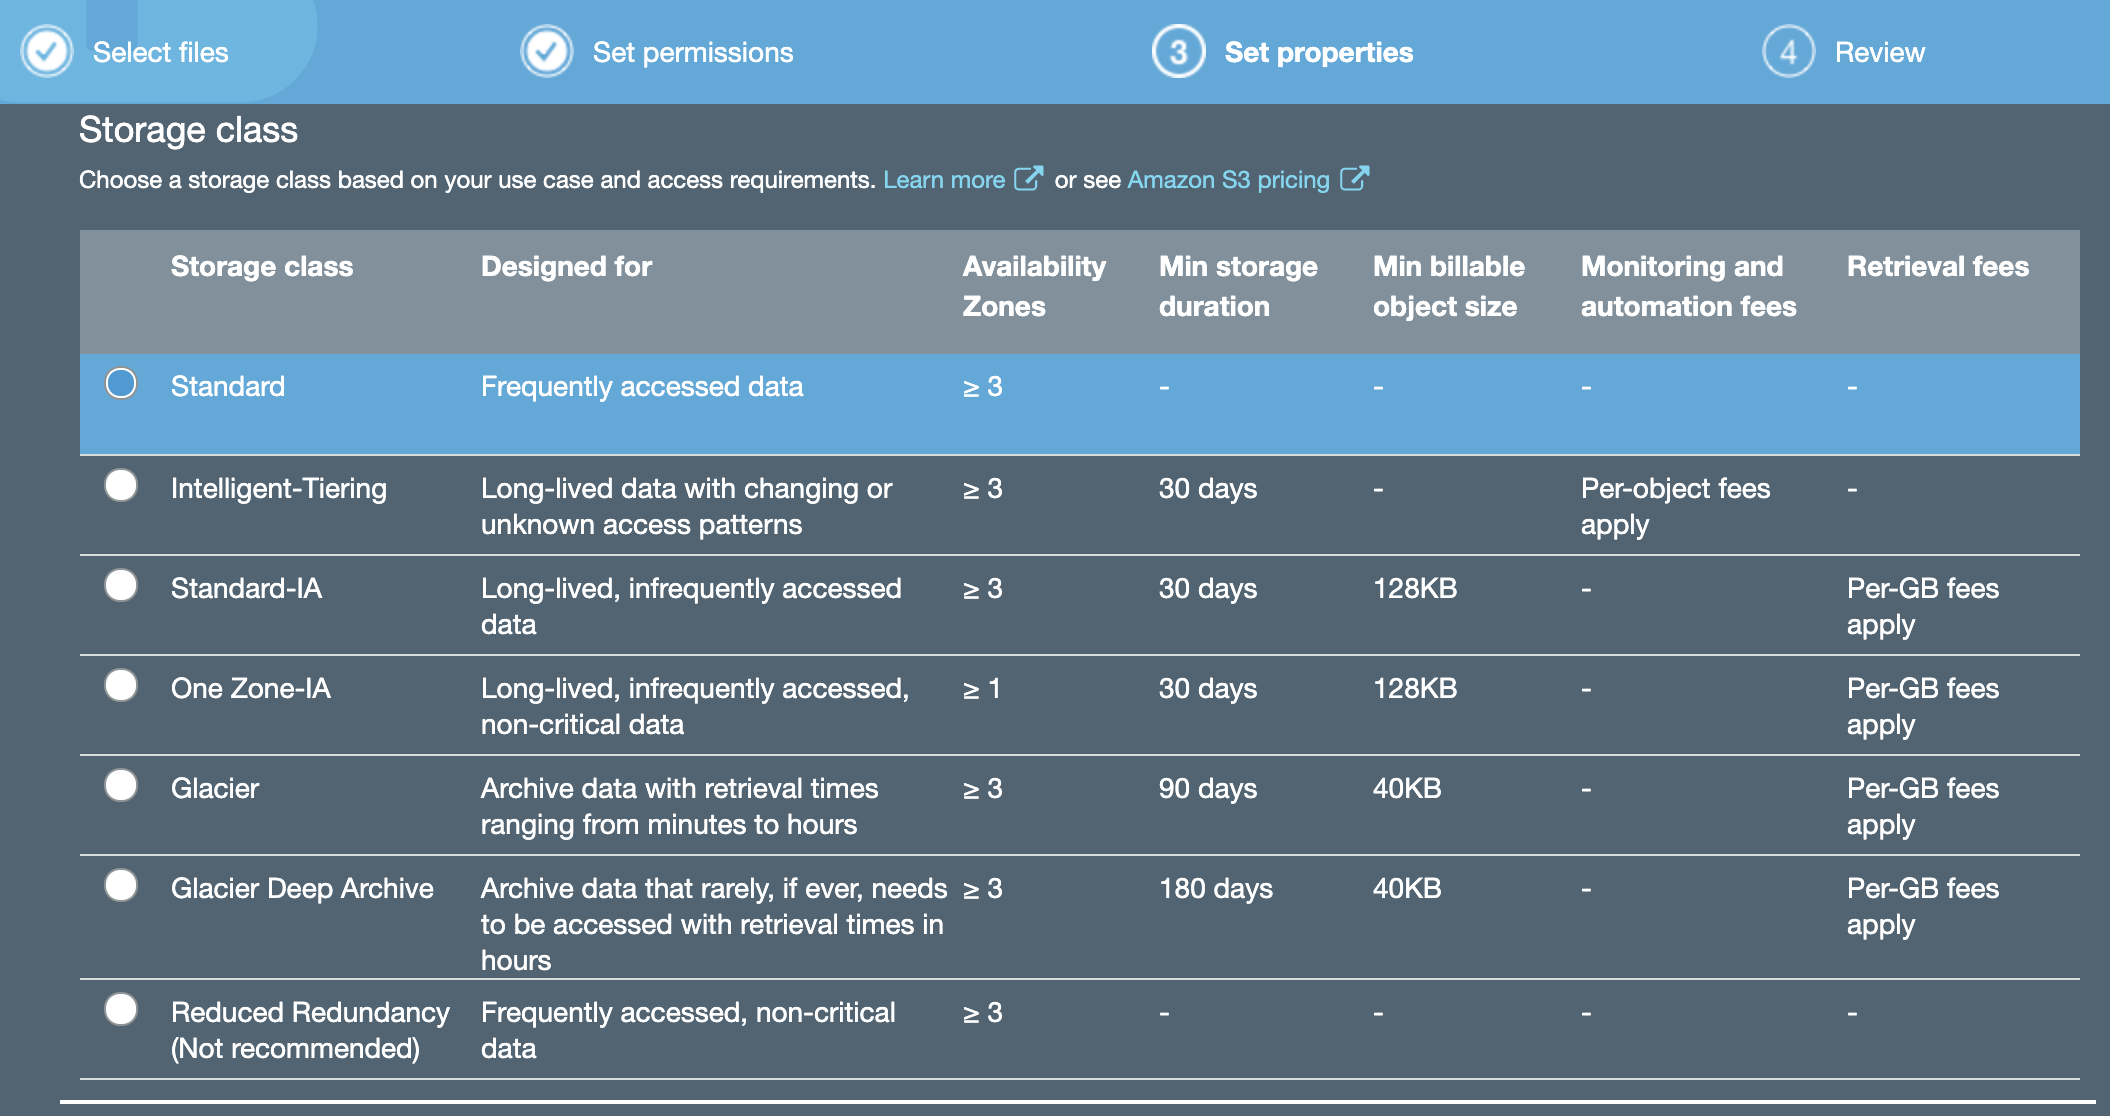 Select files
Set permissions
3 Set properties
4 Review
Storage class
Choose a storage class based on your use case and access requirements. Learn more or see Amazon S3 pricing
Storage class Designed for Availability Zones Min storage duration Min billable object size Monitoring and automation fees Retrieval fees
Standard Frequently accessed data ≥ 3 - - - -
Intelligent-Tiering Long-lived data with changing or unknown access patterns ≥ 3 30 days - Per-object fees apply -
Standard-IA Long-lived, infrequently accessed data ≥ 3 30 days 128KB - Per-GB fees apply
One Zone-IA Long-lived, infrequently accessed, non-critical data ≥ 1 30 days 128KB - Per-GB fees apply
Glacier Archive data with retrieval times ranging from minutes to hours ≥ 3 90 days 40KB - Per-GB fees apply
Glacier Deep Archive Archive data that rarely, if ever, needs to be accessed with retrieval times in hours ≥ 3 180 days 40KB - Per-GB fees apply
Reduced Redundancy (Not recommended) Frequently accessed, non-critical data ≥ 3 - - - -